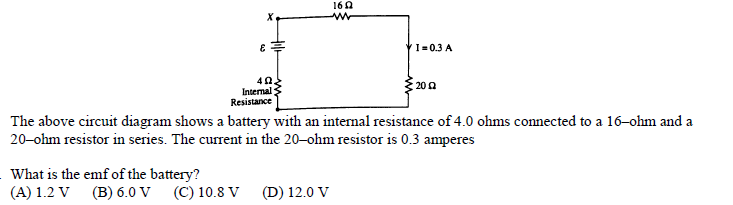 16 Ω
X
ε
I = 0.3 A
4 Ω
Internal
Resistance
20 Ω
The above circuit diagram shows a battery with an internal resistance of 4.0 ohms connected to a 16–ohm and a
20–ohm resistor in series. The current in the 20–ohm resistor is 0.3 amperes
What is the emf of the battery?
(A) 1.2 V (B) 6.0 V (C) 10.8 V (D) 12.0 V